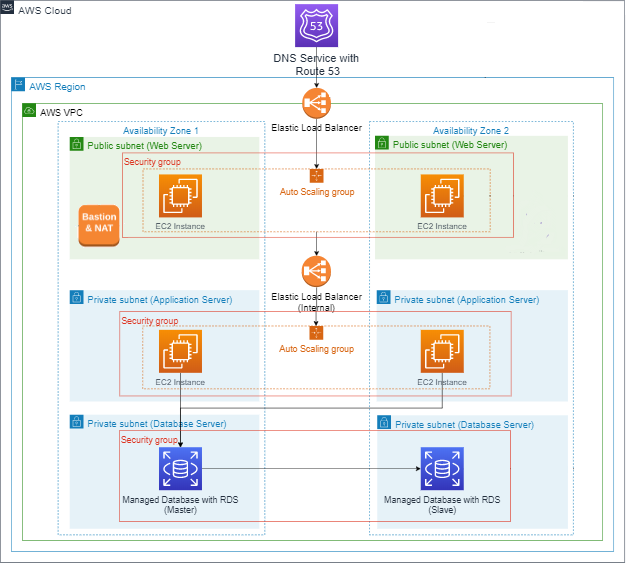 aws
AWS Cloud
53
DNS Service with
Route 53
AWS Region
AWS VPC
Elastic Load Balancer
Availability Zone 1
Availability Zone 2
Public subnet (Web Server)
Public subnet (Web Server)
Security group
Auto Scaling group
Bastion
& NAT
EC2 Instance
EC2 Instance
Elastic Load Balancer
(Internal)
Private subnet (Application Server)
Private subnet (Application Server)
Security group
Auto Scaling group
EC2 Instance
EC2 Instance
Private subnet (Database Server)
Private subnet (Database Server)
Security group
Managed Database with RDS
(Master)
Managed Database with RDS
(Slave)